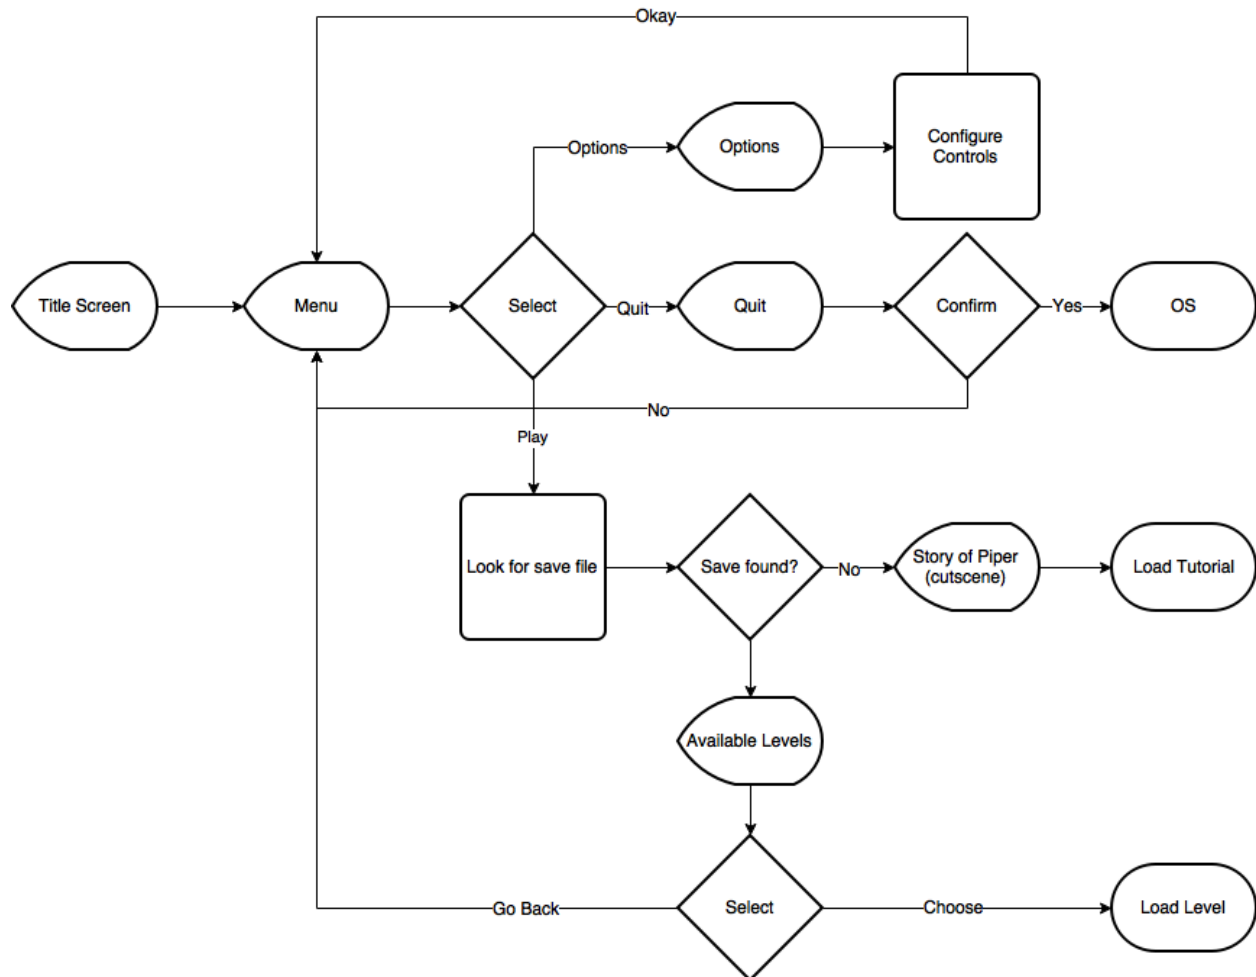 Okay
Options
Options
Configure
Controls
Title Screen
Menu
Select
Quit
Quit
Confirm
Yes
OS
No
Play
Look for save file
Save found?
No
Story of Piper
(cutscene)
Load Tutorial
Available Levels
Go Back
Select
Choose
Load Level